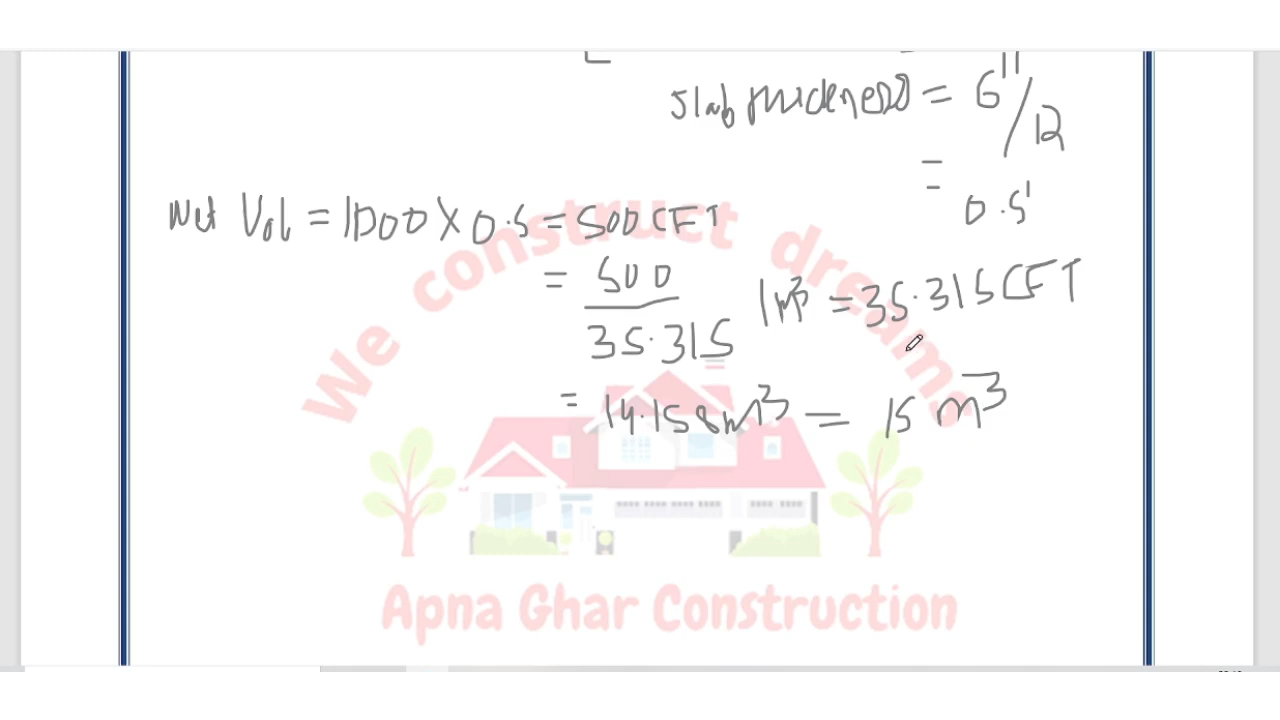 Slab thickness = 6"/12
= 0.5'
Wet Vol = 1000 X 0.5 = 500 CFT
= 500 / 35.315 1m³ = 35.315 CFT
= 14.158m³ = 15 m³
We construct dreams
Apna Ghar Construction